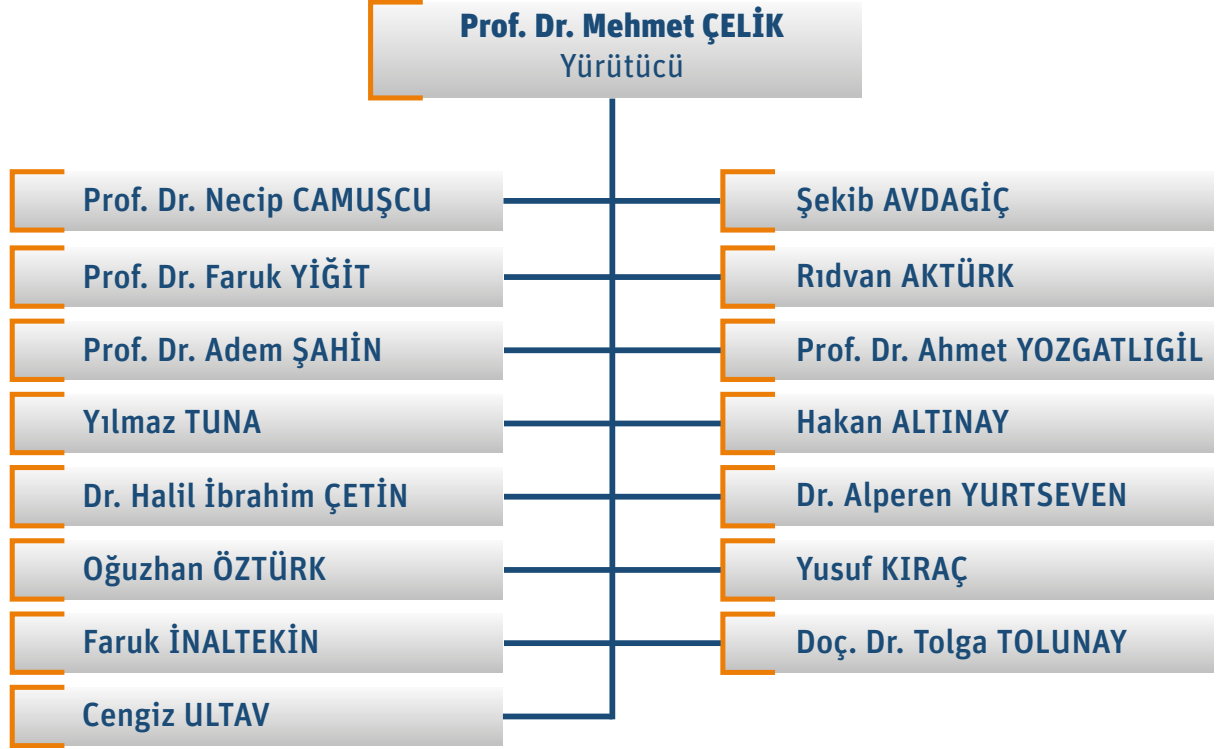 Prof. Dr. Mehmet ÇELİK
Yürütücü
Prof. Dr. Necip CAMUŞCU
Şekib AVDAGİÇ
Prof. Dr. Faruk YİĞİT
Rıdvan AKTÜRK
Prof. Dr. Adem ŞAHİN
Prof. Dr. Ahmet YOZGATLIGİL
Yılmaz TUNA
Hakan ALTINAY
Dr. Halil İbrahim ÇETİN
Dr. Alperen YURTSEVEN
Oğuzhan ÖZTÜRK
Yusuf KIRAÇ
Faruk İNALTEKİN
Doç. Dr. Tolga TOLUNAY
Cengiz ULTAV